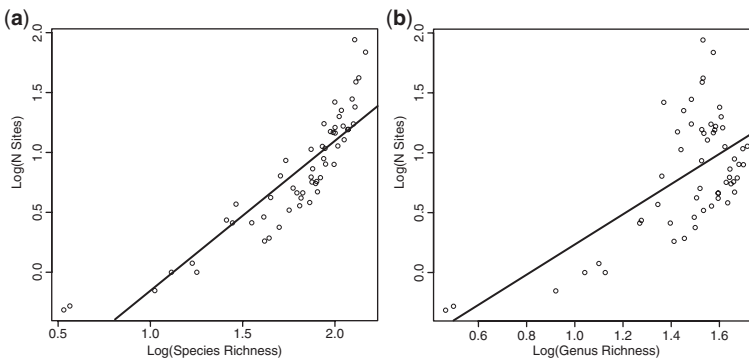 (a)
Log(N Sites)
2.0
1.5
1.0
0.5
0.0
0.5 1.0 1.5 2.0
Log(Species Richness)
(b)
Log(N Sites)
2.0
1.5
1.0
0.5
0.0
0.6 0.8 1.0 1.2 1.4 1.6
Log(Genus Richness)